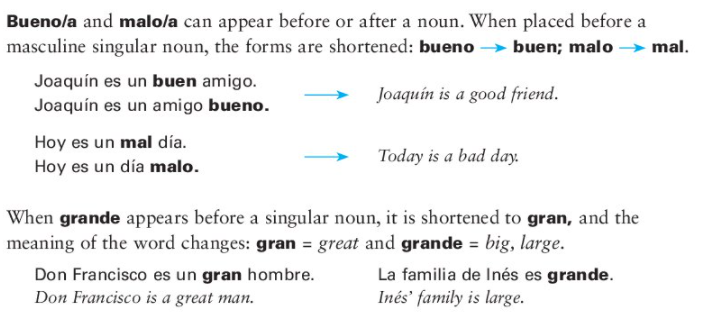 Bueno/a and malo/a can appear before or after a noun. When placed before a
masculine singular noun, the forms are shortened: bueno → buen; malo → mal.
Joaquín es un buen amigo.
Joaquín es un amigo bueno.
→ Joaquín is a good friend.
Hoy es un mal día.
Hoy es un día malo.
→ Today is a bad day.
When grande appears before a singular noun, it is shortened to gran, and the
meaning of the word changes: gran = great and grande = big, large.
Don Francisco es un gran hombre.
Don Francisco is a great man.
La familia de Inés es grande.
Inés' family is large.